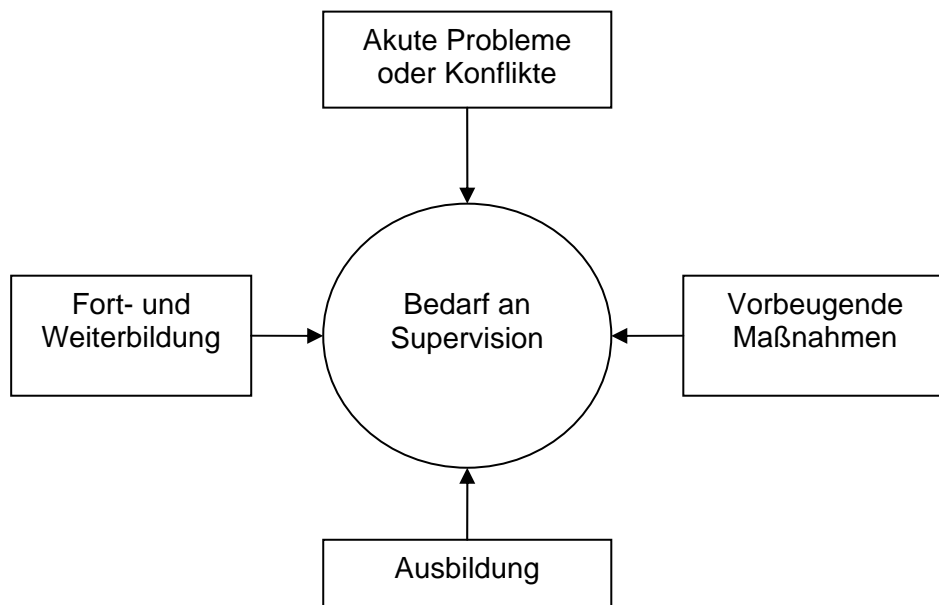 Akute Probleme
oder Konflikte
Fort- und
Weiterbildung
Bedarf an
Supervision
Vorbeugende
Maßnahmen
Ausbildung